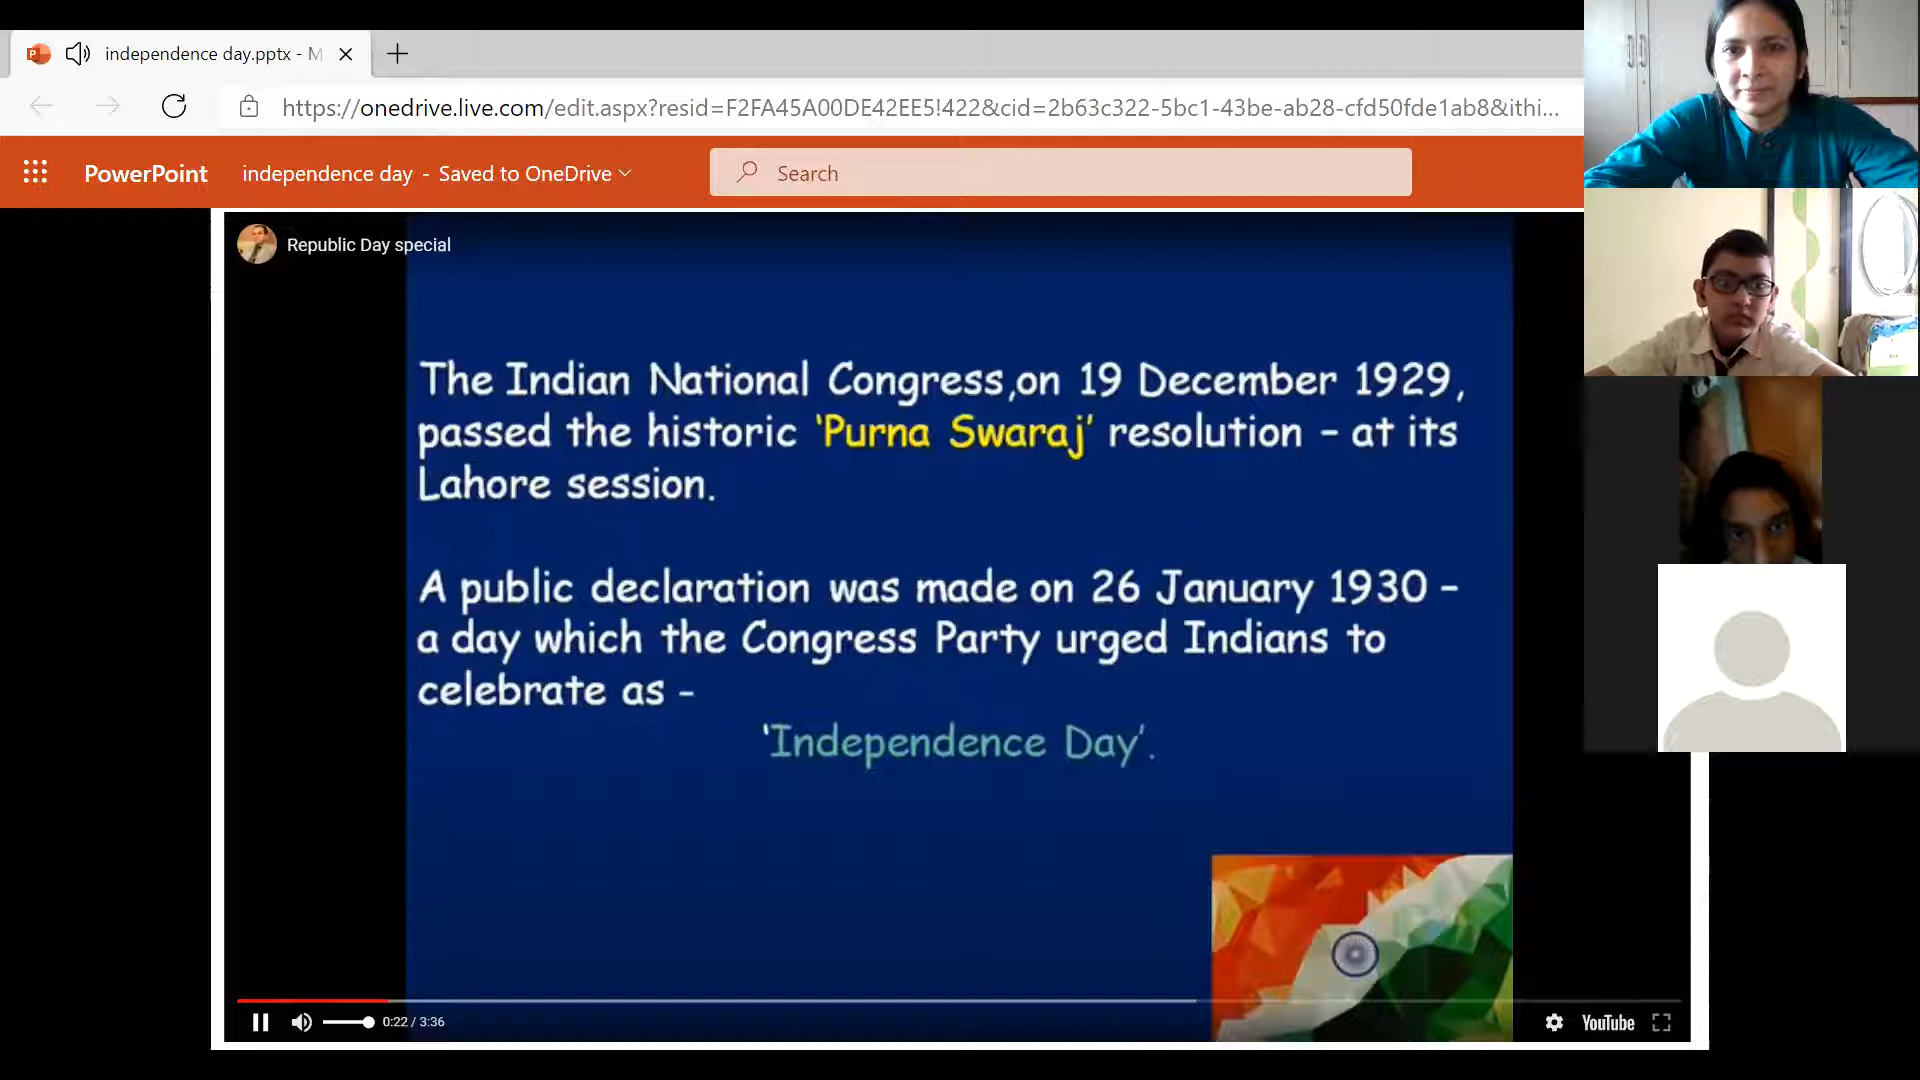 independence day.pptx - M
https://onedrive.live.com/edit.aspx?resid=F2FA45A00DE42EE5!422&cid=2b63c322-5bc1-43be-ab28-cfd50fde1ab8&ithi...
PowerPoint independence day - Saved to OneDrive Search
Republic Day special
The Indian National Congress,on 19 December 1929,
passed the historic 'Purna Swaraj' resolution – at its
Lahore session.
A public declaration was made on 26 January 1930 –
a day which the Congress Party urged Indians to
celebrate as -
'Independence Day'.
0:22 / 3:36 YouTube